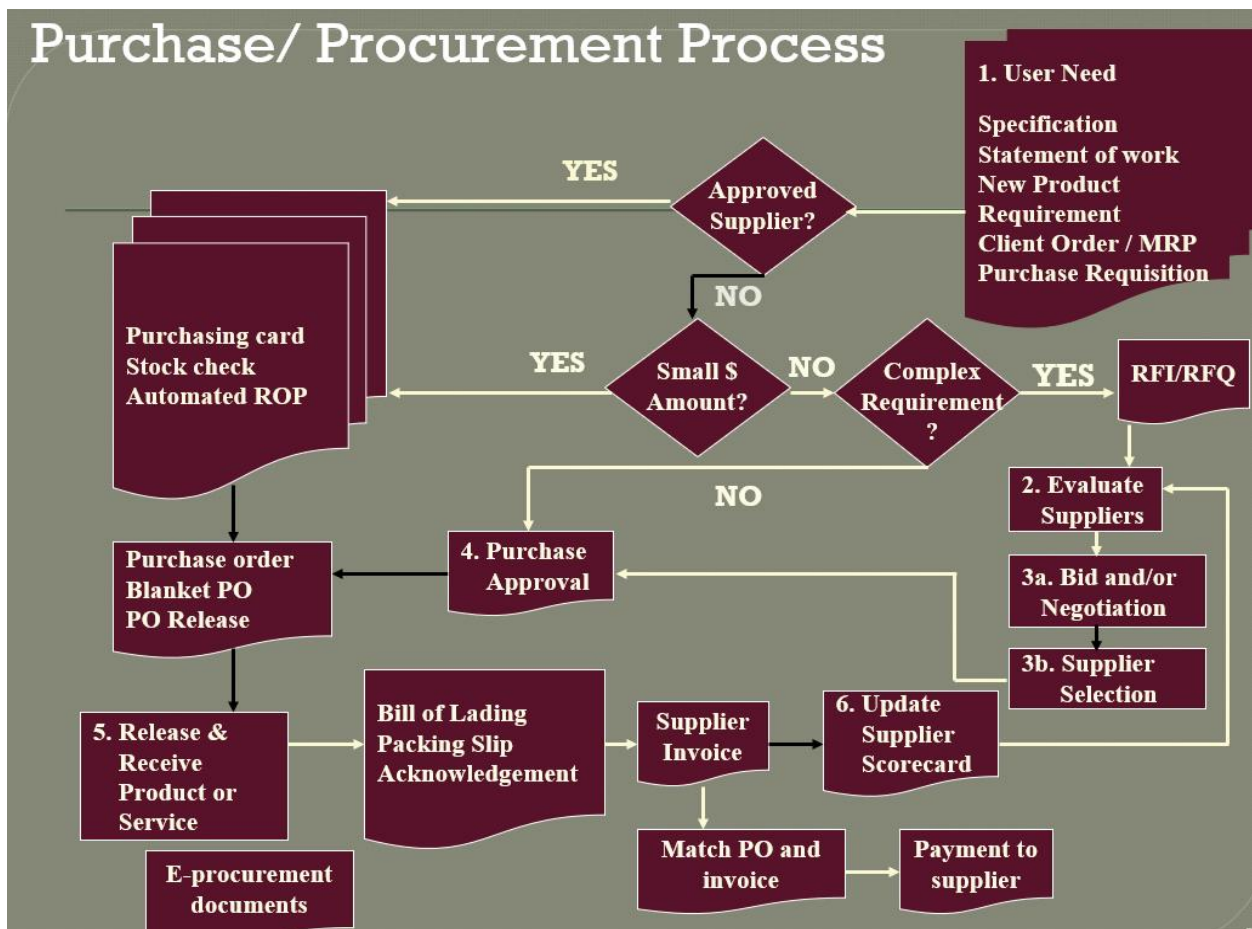 Purchase/ Procurement Process
1. User Need
Specification
Statement of work
New Product
Requirement
Client Order / MRP
Purchase Requisition
Approved
Supplier?
YES
NO
Purchasing card
Stock check
Automated ROP
YES
Small $
Amount?
NO
Complex
Requirement
?
YES
RFI/RFQ
NO
2. Evaluate
Suppliers
Purchase order
Blanket PO
PO Release
4. Purchase
Approval
3a. Bid and/or
Negotiation
3b. Supplier
Selection
5. Release &
Receive
Product or
Service
Bill of Lading
Packing Slip
Acknowledgement
Supplier
Invoice
6. Update
Supplier
Scorecard
Match PO and
invoice
Payment to
supplier
E-procurement
documents